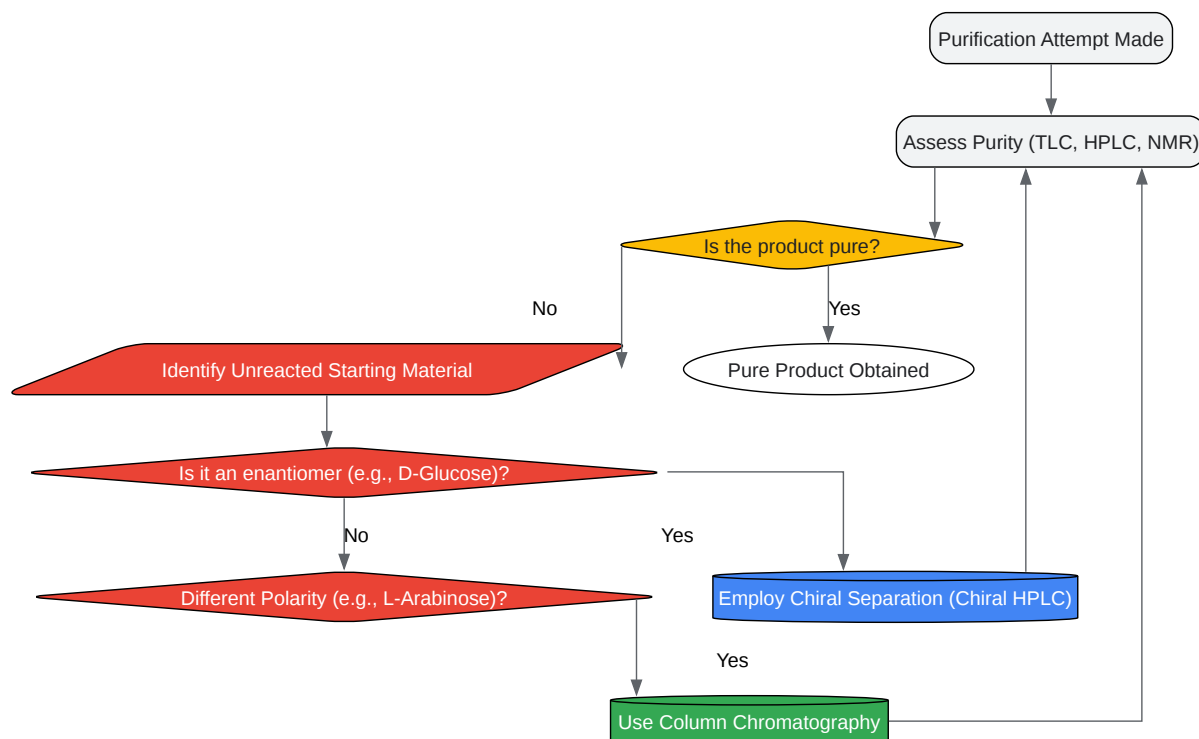 Purification Attempt Made
Assess Purity (TLC, HPLC, NMR)
Is the product pure?
No
Yes
Identify Unreacted Starting Material
Pure Product Obtained
Is it an enantiomer (e.g., D-Glucose)?
No
Yes
Different Polarity (e.g., L-Arabinose)?
Employ Chiral Separation (Chiral HPLC)
Yes
Use Column Chromatography